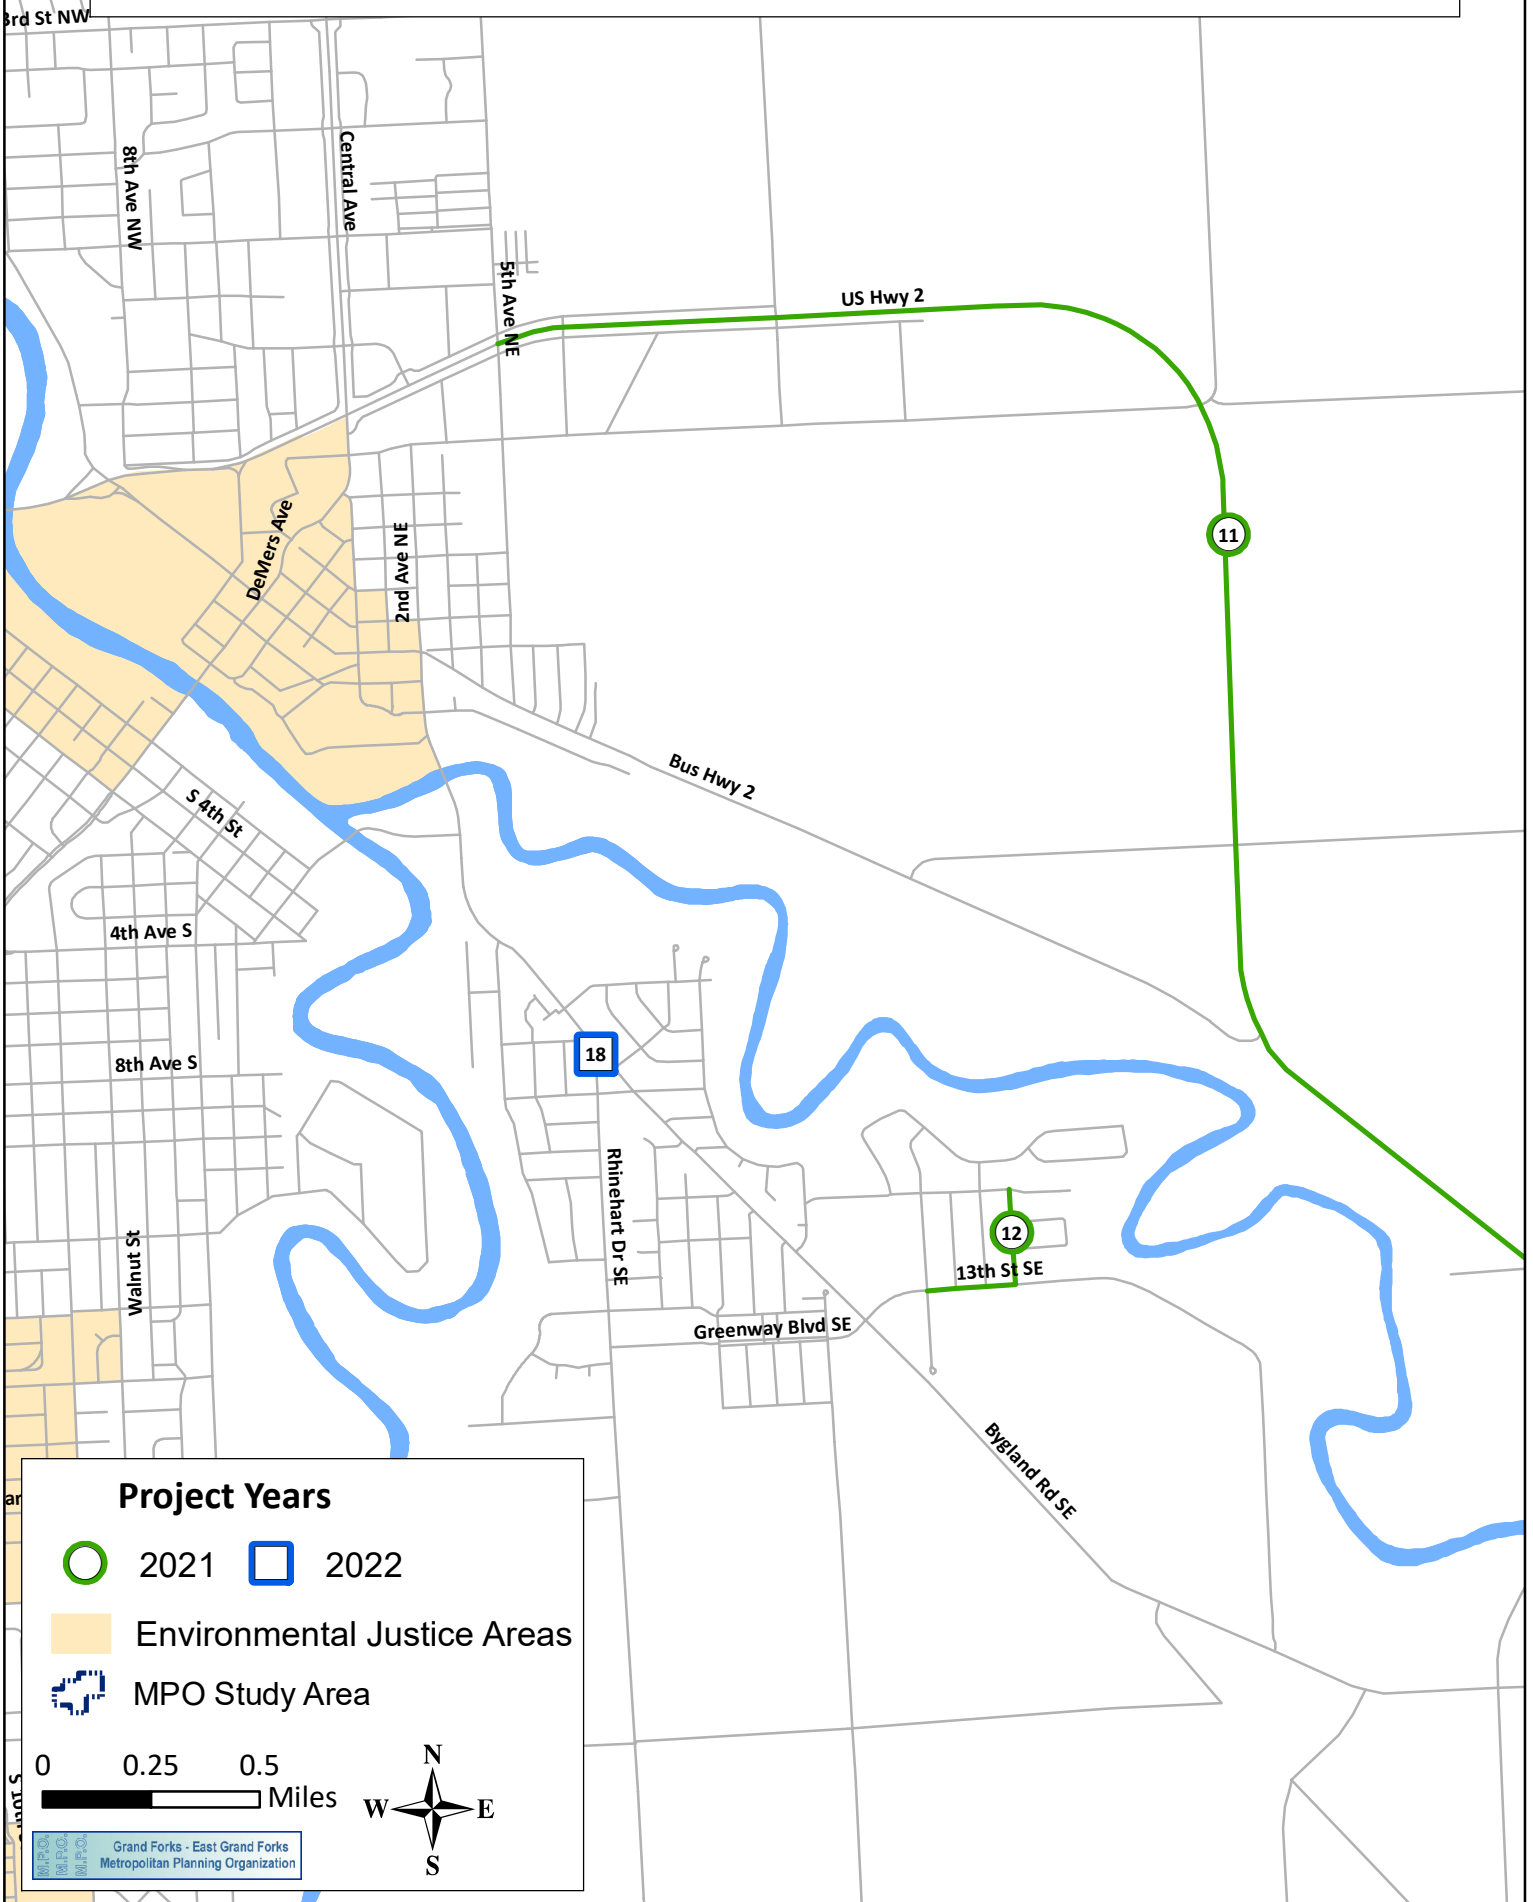 3rd St NW
8th Ave NW
Central Ave
5th Ave NE
US Hwy 2
11
DeMers Ave
2nd Ave NE
Bus Hwy 2
S 4th St
4th Ave S
18
8th Ave S
Rhinehart Dr SE
12
13th St SE
Walnut St
Greenway Blvd SE
Bygland Rd SE
Project Years
2021
2022
Environmental Justice Areas
MPO Study Area
0 0.25 0.5
Miles
N
W E
S
M.P.O.
M.P.O.
M.P.O.
Grand Forks - East Grand Forks
Metropolitan Planning Organization